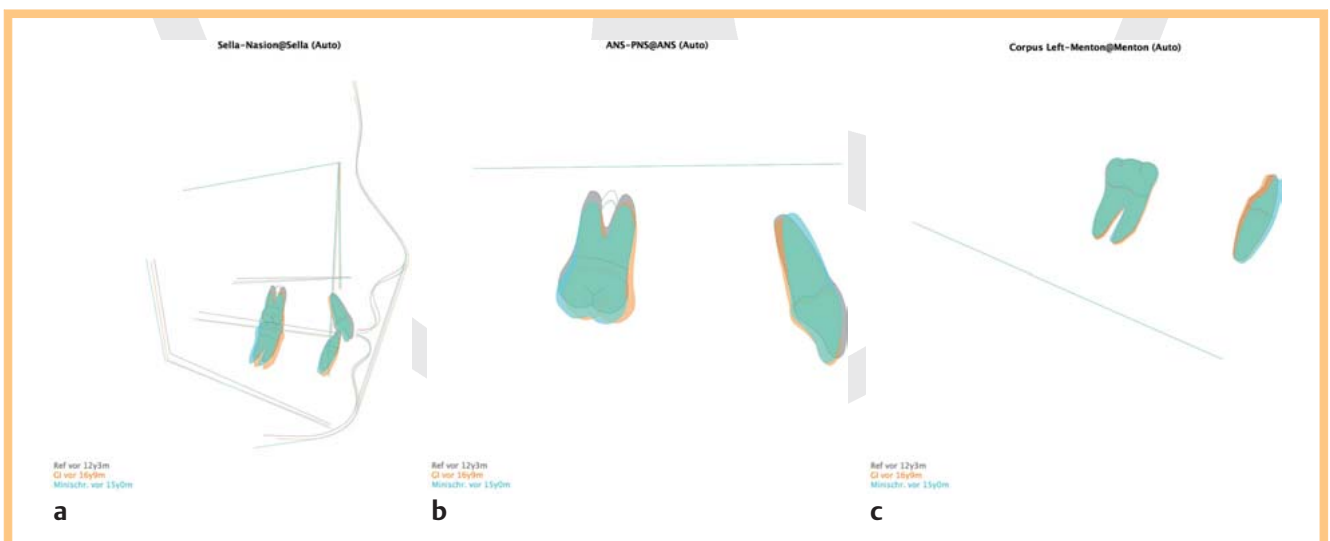 Sella-Nasion@Sella (Auto)
Ref vor 12y3m
GI vor 16y9m
Minischr. vor 15y0m
a
ANS-PNS@ANS (Auto)
Ref vor 12y3m
GI vor 16y9m
Minischr. vor 15y0m
b
Corpus Left-Menton@Menton (Auto)
Ref vor 12y3m
GI vor 16y9m
Minischr. vor 15y0m
c